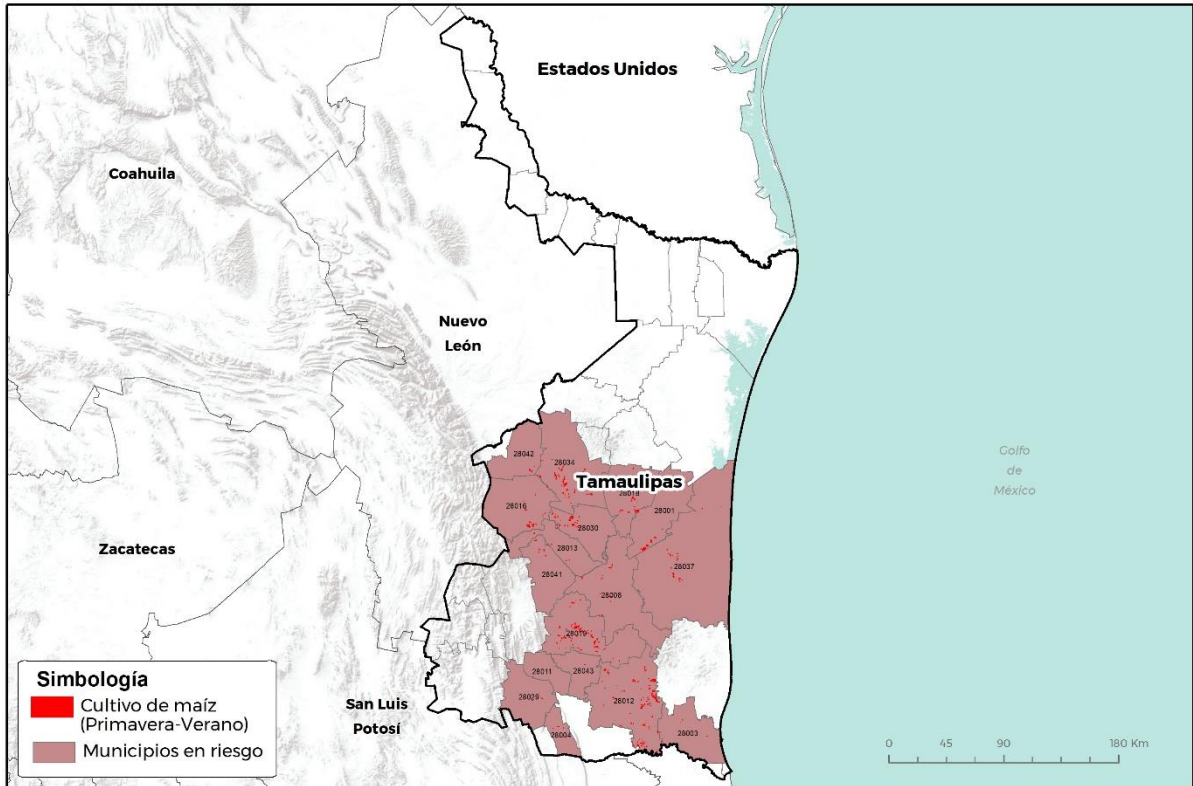 Estados Unidos
Coahuila
Nuevo
León
Golfo
de
México
28042
28034
Tamaulipas
28018
28016
28001
28030
Zacatecas
28013
28037
28041
28008
28019
28011
28043
28029
28012
San Luis
Potosí
28004
28003
Simbología
Cultivo de maíz
(Primavera-Verano)
Municipios en riesgo
0 45 90 180 Km